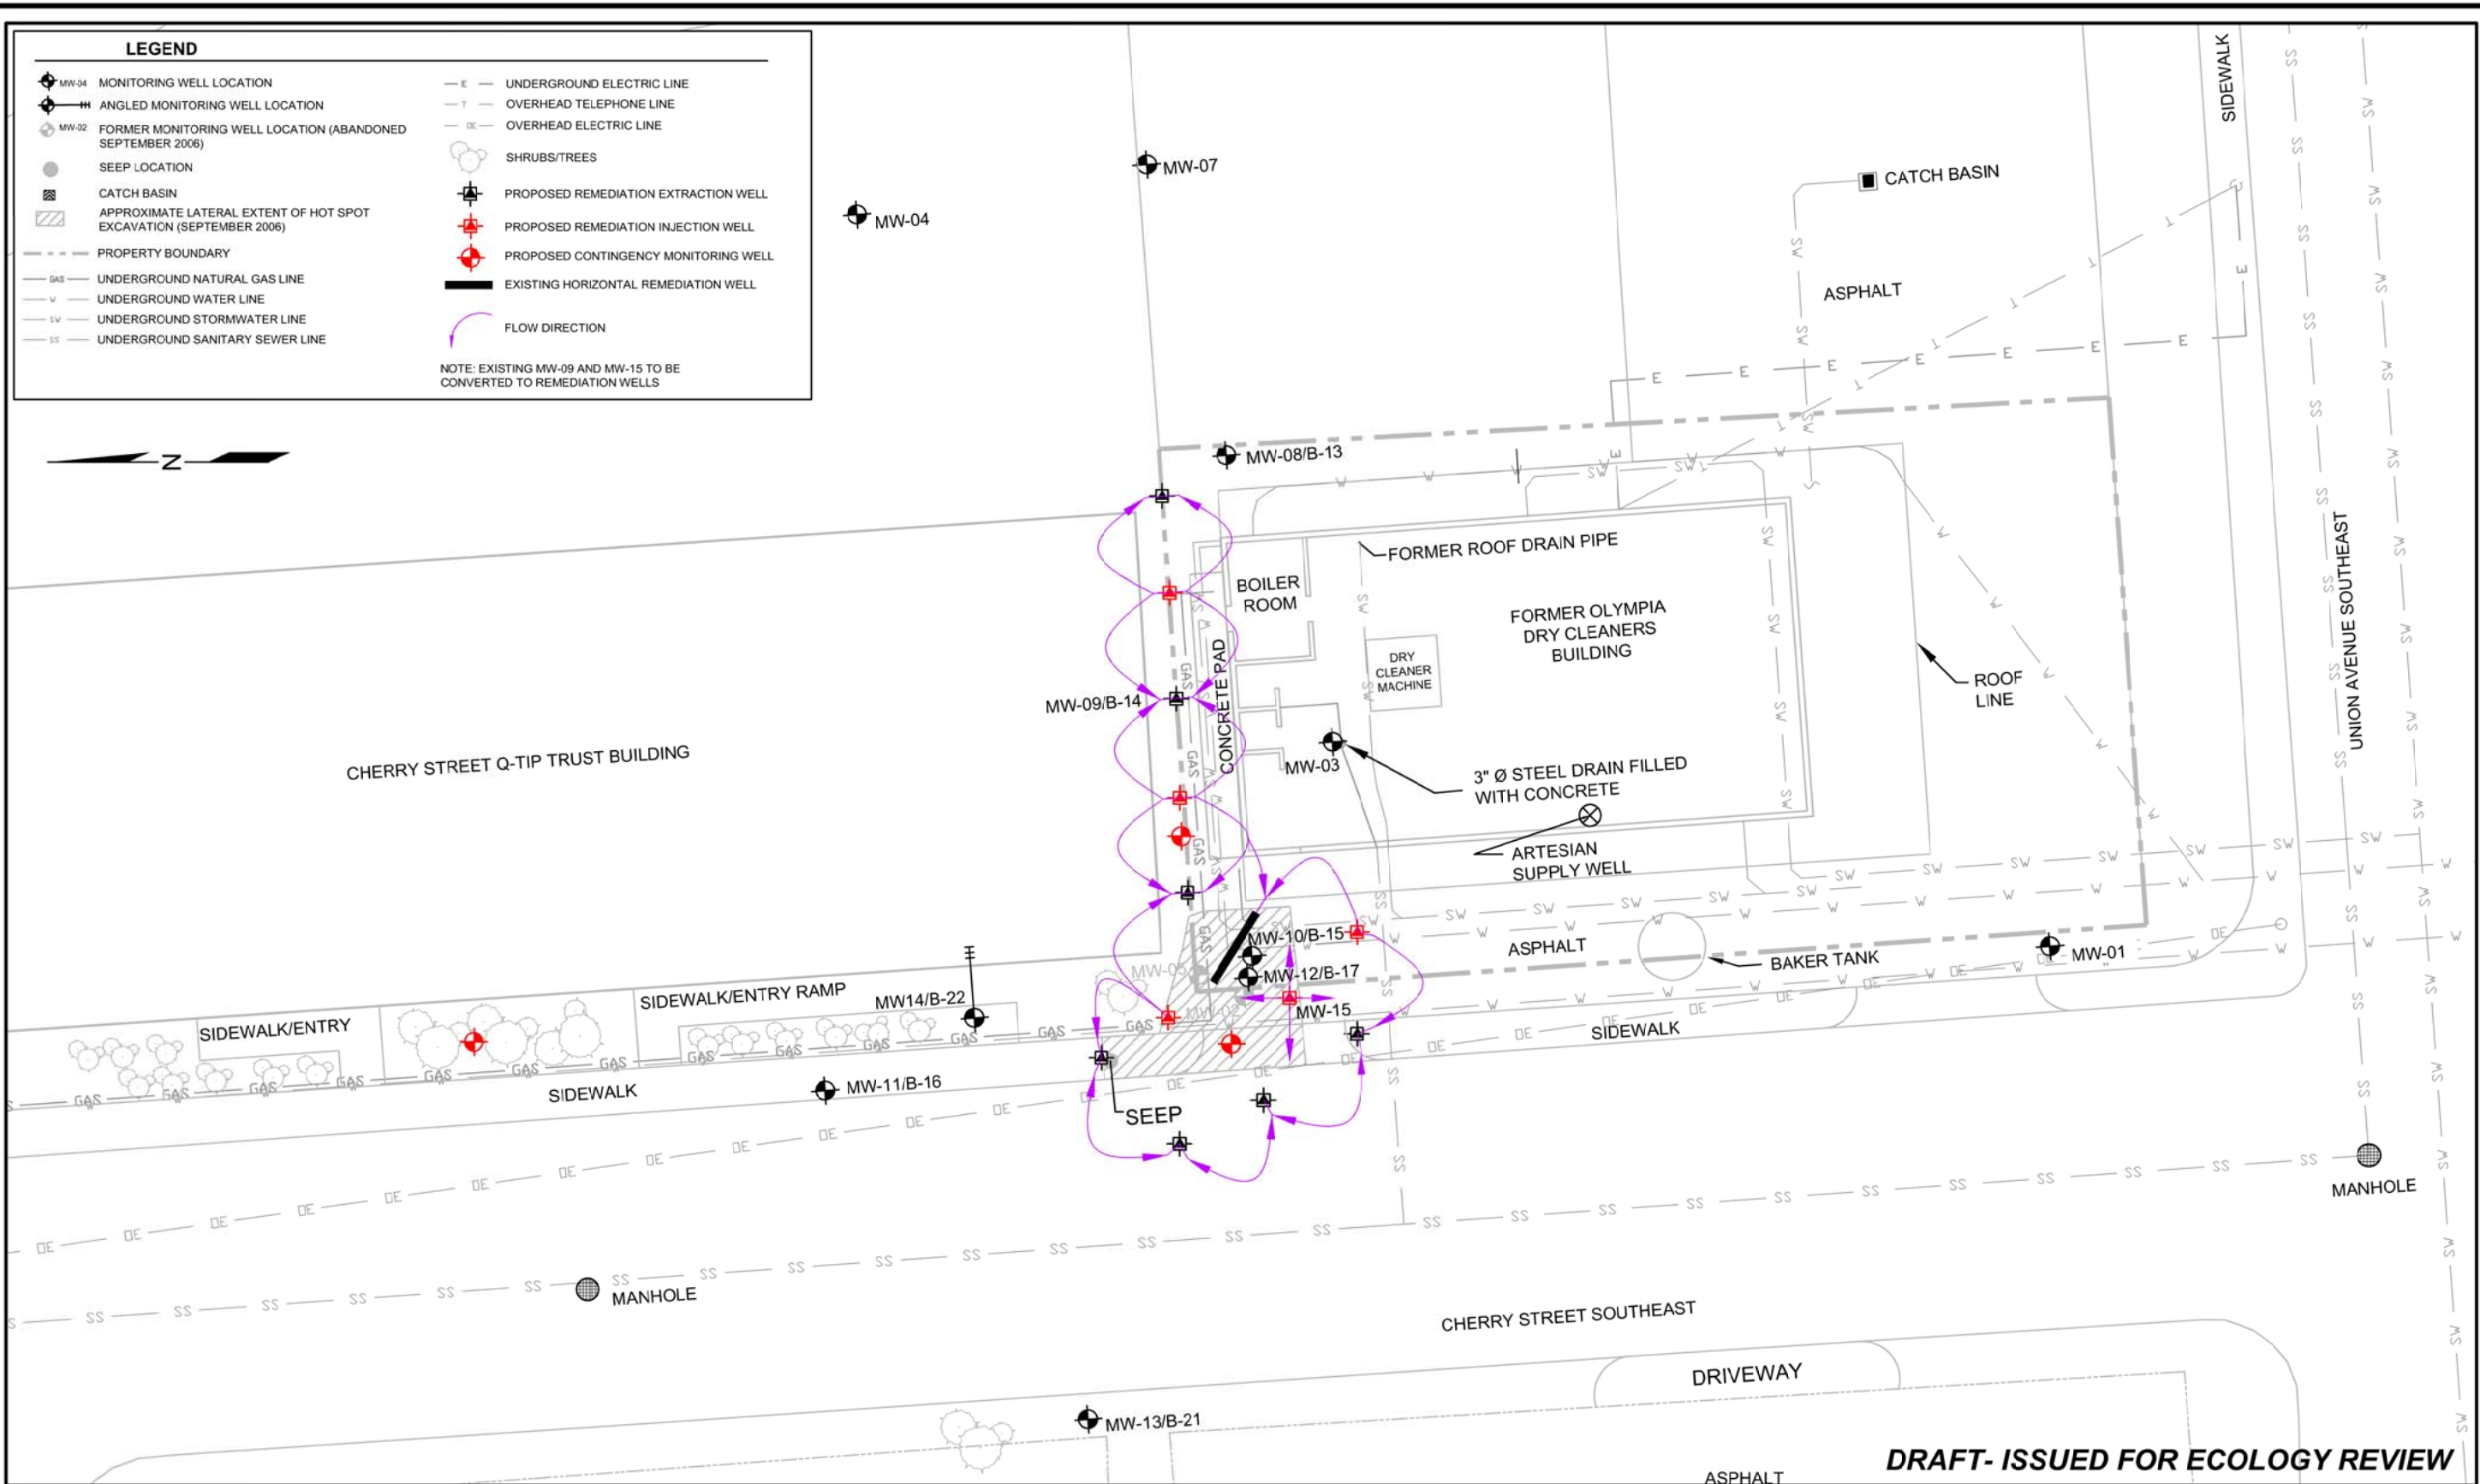 LEGEND
MW-04 MONITORING WELL LOCATION
ANGLED MONITORING WELL LOCATION
MW-02 FORMER MONITORING WELL LOCATION (ABANDONED
SEPTEMBER 2006)
SEEP LOCATION
CATCH BASIN
APPROXIMATE LATERAL EXTENT OF HOT SPOT
EXCAVATION (SEPTEMBER 2006)
PROPERTY BOUNDARY
GAS UNDERGROUND NATURAL GAS LINE
W UNDERGROUND WATER LINE
SW UNDERGROUND STORMWATER LINE
SS UNDERGROUND SANITARY SEWER LINE
E UNDERGROUND ELECTRIC LINE
T OVERHEAD TELEPHONE LINE
OE OVERHEAD ELECTRIC LINE
SHRUBS/TREES
PROPOSED REMEDIATION EXTRACTION WELL
PROPOSED REMEDIATION INJECTION WELL
PROPOSED CONTINGENCY MONITORING WELL
EXISTING HORIZONTAL REMEDIATION WELL
FLOW DIRECTION
NOTE: EXISTING MW-09 AND MW-15 TO BE
CONVERTED TO REMEDIATION WELLS
N
MW-07
MW-04
CATCH BASIN
SIDEWALK
ASPHALT
MW-08/B-13
FORMER ROOF DRAIN PIPE
BOILER
ROOM
FORMER OLYMPIA
DRY CLEANERS
BUILDING
DRY
CLEANER
MACHINE
CONCRETE PAD
ROOF
LINE
UNION AVENUE SOUTHEAST
MW-09/B-14
CHERRY STREET Q-TIP TRUST BUILDING
MW-03
3" Ø STEEL DRAIN FILLED
WITH CONCRETE
ARTESIAN
SUPPLY WELL
MW-10/B-15
ASPHALT
BAKER TANK
MW-01
MW-05
MW-12/B-17
MW-02
MW-15
SIDEWALK/ENTRY RAMP
MW14/B-22
SIDEWALK/ENTRY
SIDEWALK
SIDEWALK
MW-11/B-16
SEEP
MANHOLE
MANHOLE
CHERRY STREET SOUTHEAST
DRIVEWAY
MW-13/B-21
ASPHALT
DRAFT- ISSUED FOR ECOLOGY REVIEW